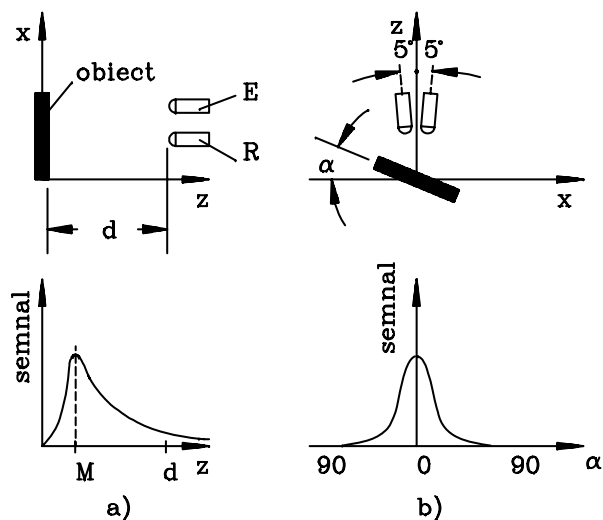 x
obiect
E
R
z
d
z
5° 5°
α
x
semnal
M d z
a)
semnal
90 0 90 α
b)